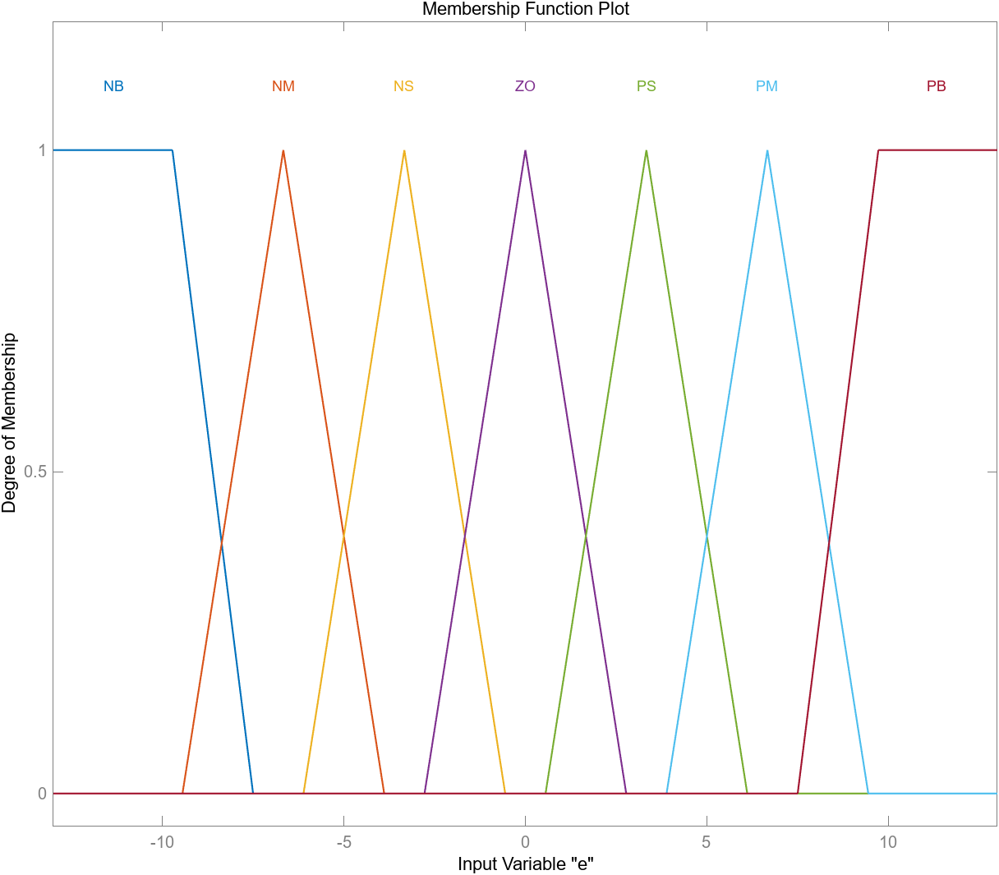 Membership Function Plot
NB NM NS ZO PS PM PB
1
0.5
0
Degree of Membership
-10 -5 0 5 10
Input Variable "e"